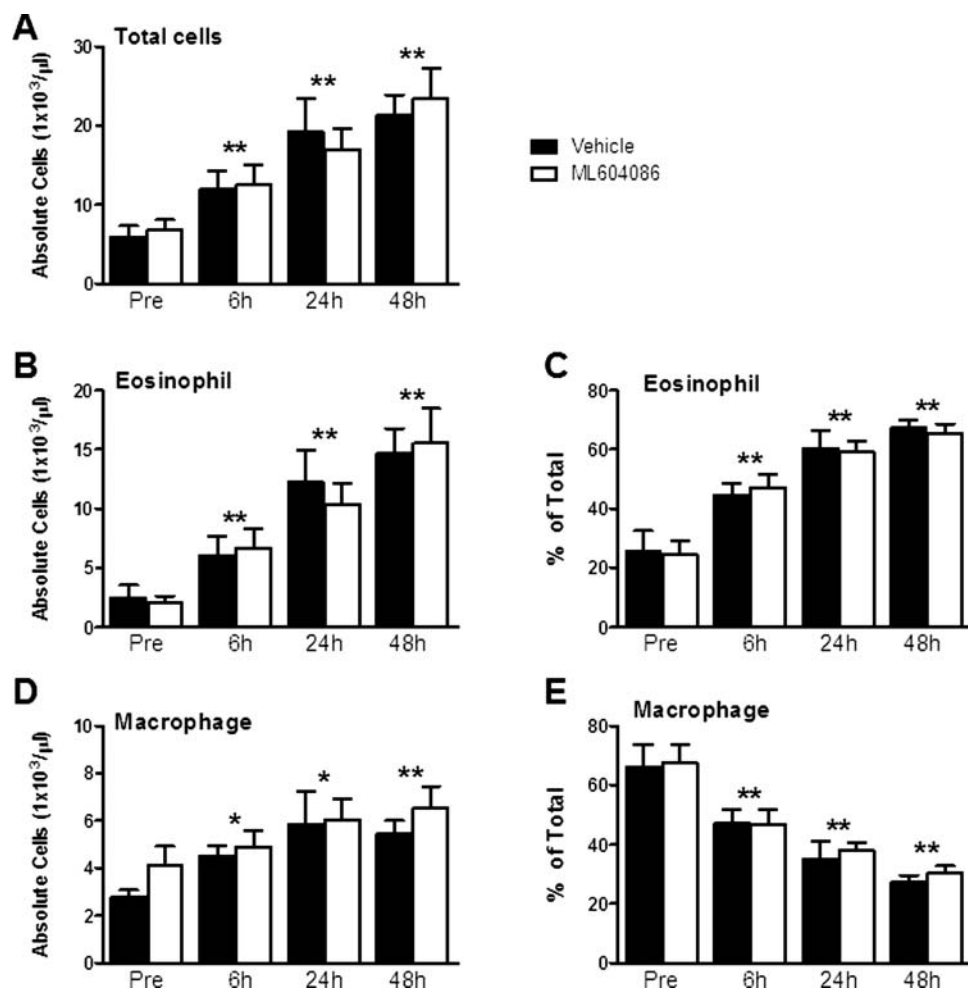 A
Total cells
Absolute Cells (1x10³/µl)
30
20
10
0
**
**
**
Pre
6h
24h
48h
Vehicle
ML604086
B
Eosinophil
Absolute Cells (1x10³/µl)
20
15
10
5
0
**
**
**
Pre
6h
24h
48h
C
Eosinophil
% of Total
80
60
40
20
0
**
**
**
Pre
6h
24h
48h
D
Macrophage
Absolute Cells (1x10³/µl)
10
8
6
4
2
0
*
*
**
Pre
6h
24h
48h
E
Macrophage
% of Total
80
60
40
20
0
**
**
**
Pre
6h
24h
48h